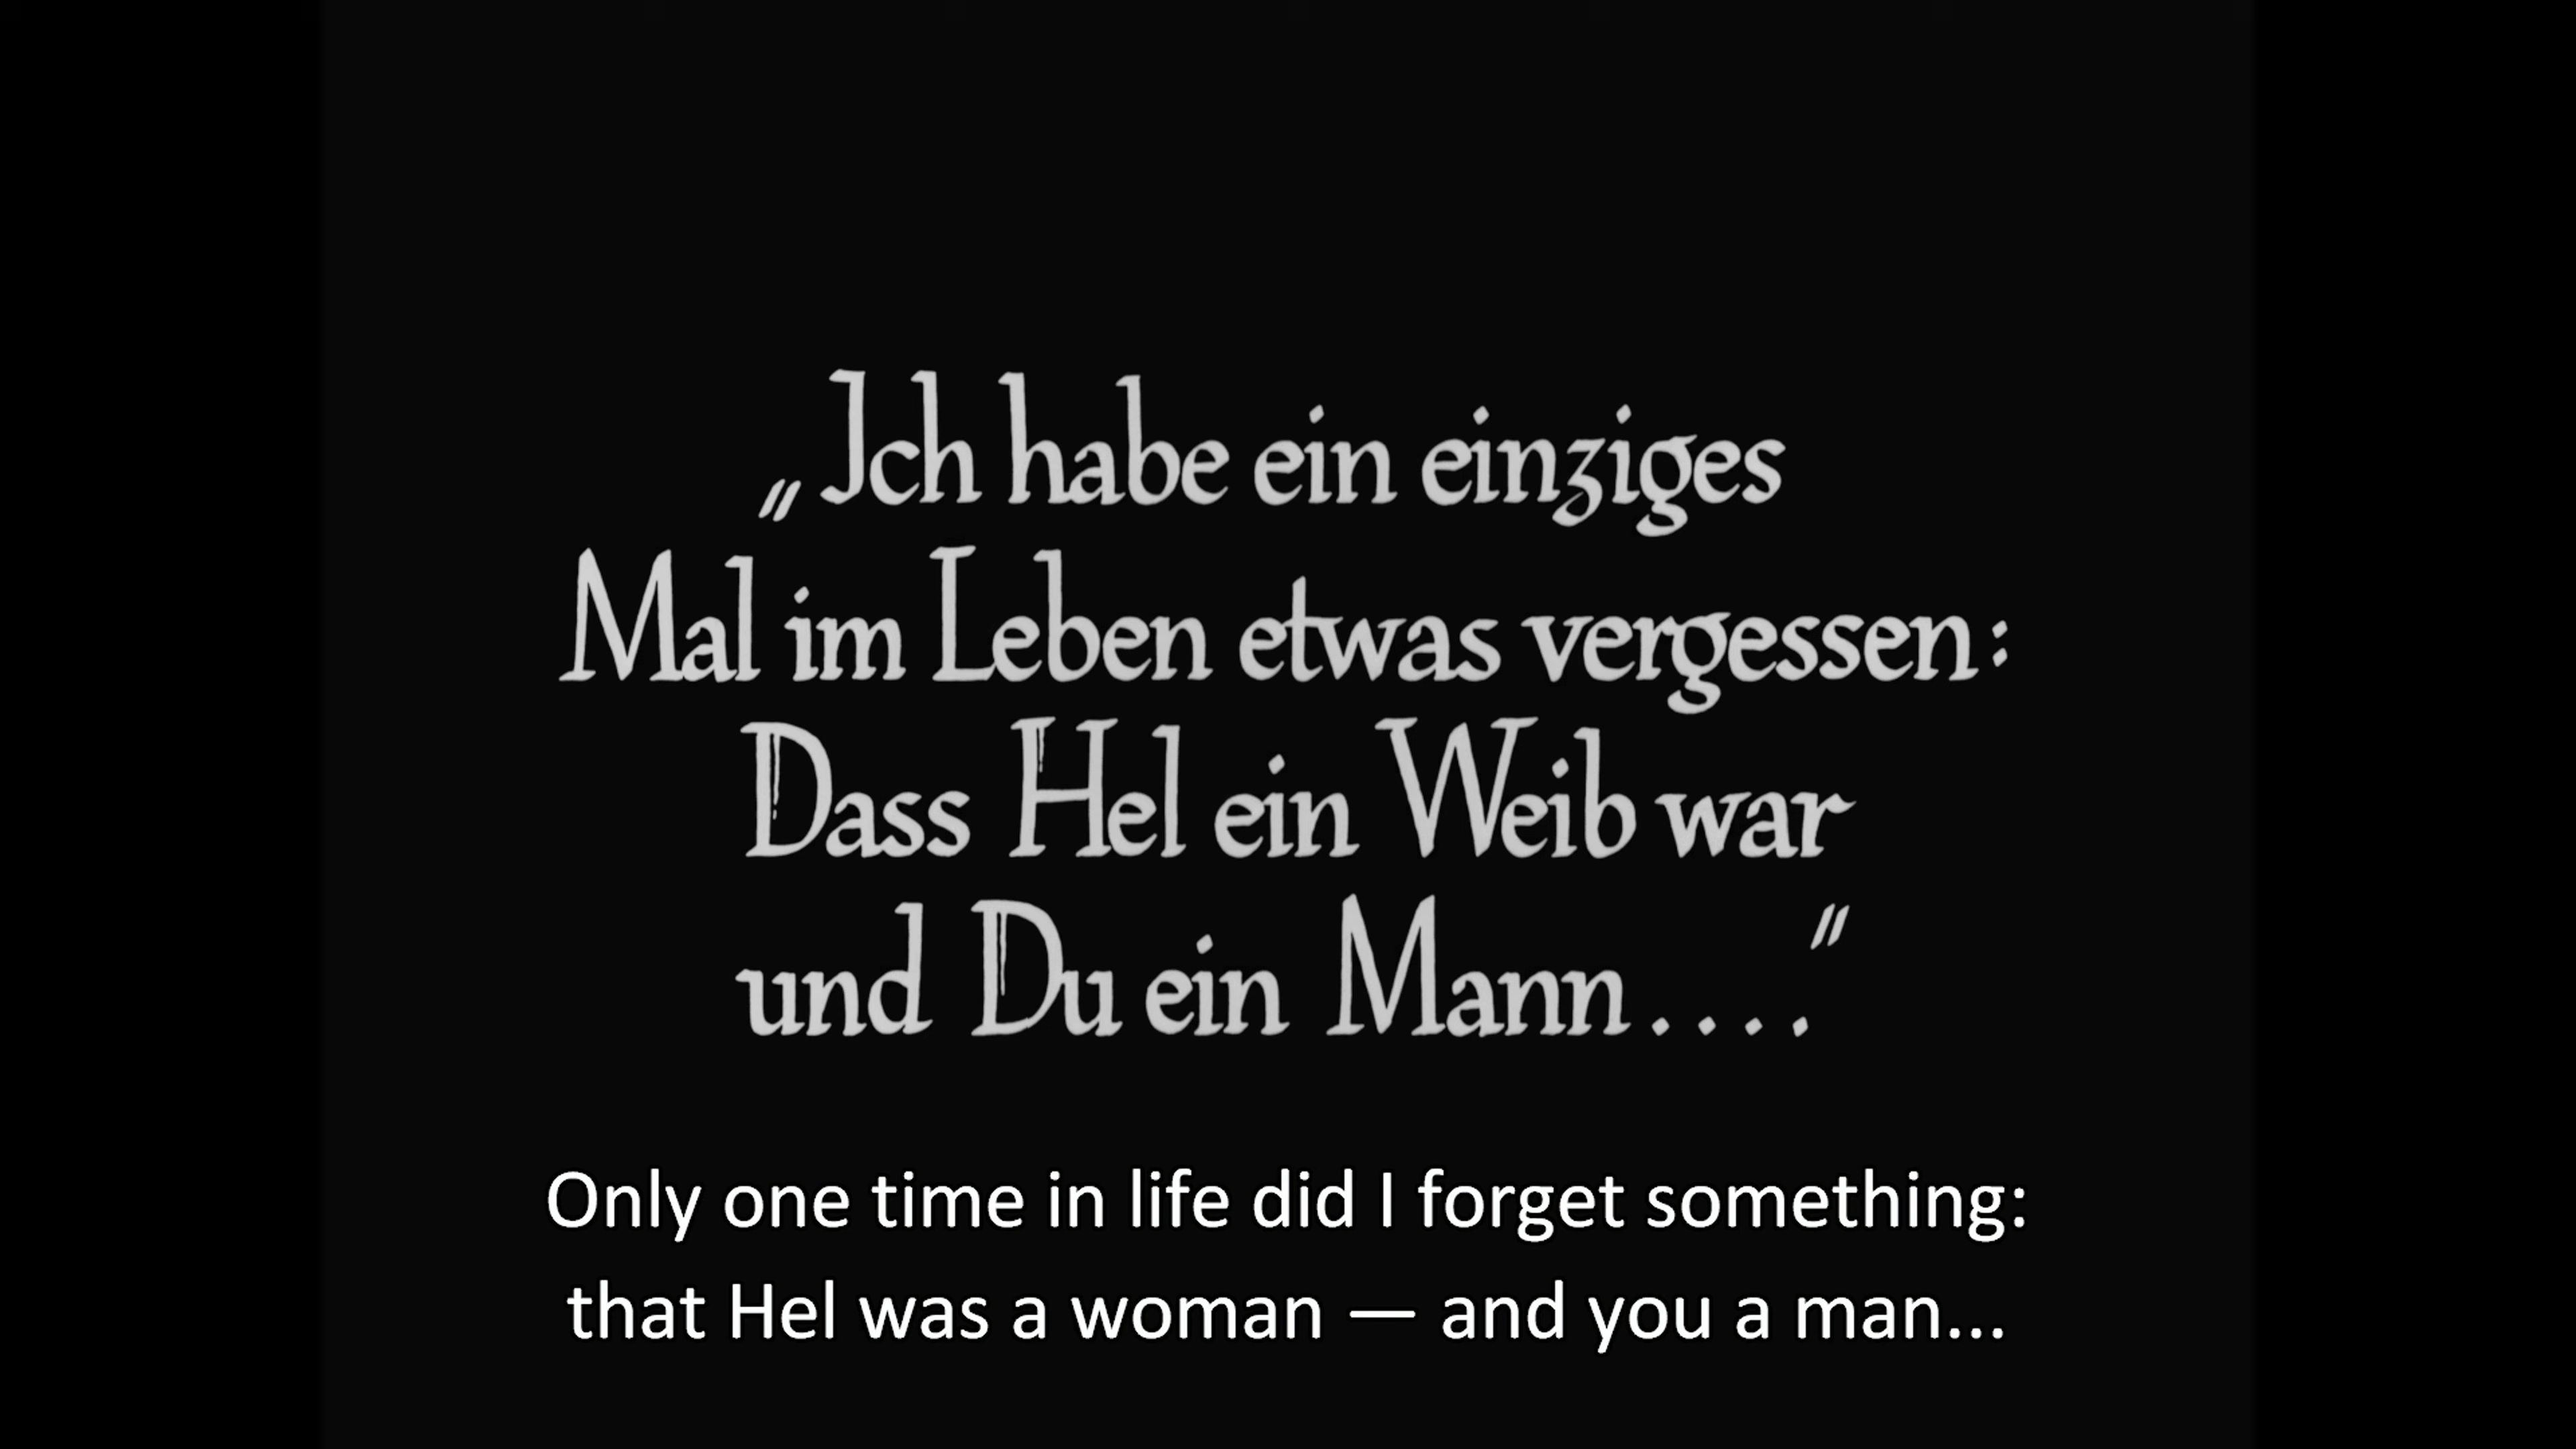 „Ich habe ein einziges
Mal im Leben etwas vergessen:
Dass Hel ein Weib war
und Du ein Mann....”
Only one time in life did I forget something:
that Hel was a woman — and you a man...